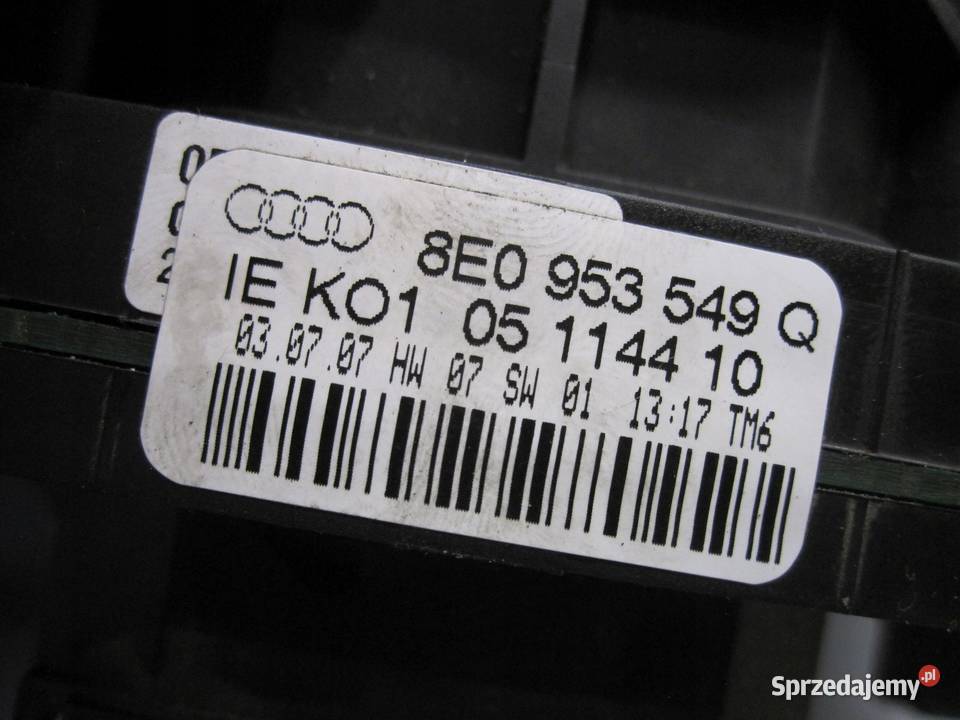 8E0 953 549 Q
IE KO1 05 1144 10
03.07.07 HW 07 SW 01 13:17 TM6
Sprzedajemy.pl